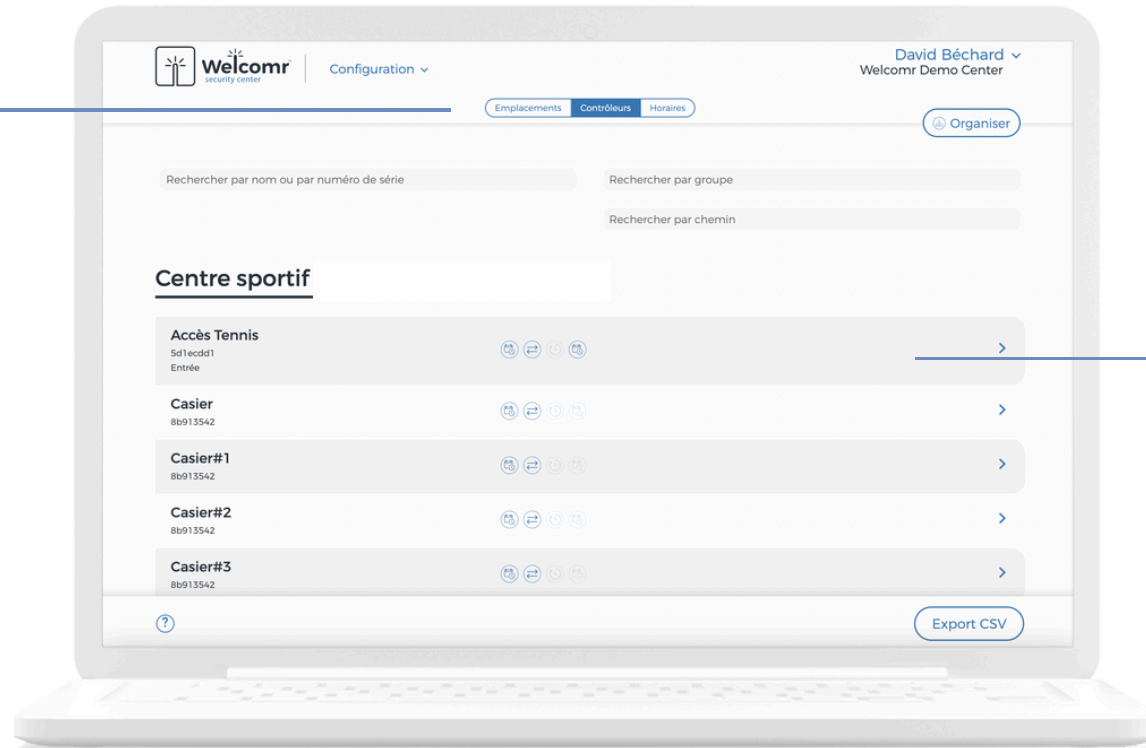 Welcomr
security center
Configuration
David Béchard
Welcomr Demo Center
Emplacements Contrôleurs Horaires
Organiser
Rechercher par nom ou par numéro de série
Rechercher par groupe
Rechercher par chemin
Centre sportif
Accès Tennis
5d1ecdd1
Entrée
Casier
8b913542
Casier#1
8b913542
Casier#2
8b913542
Casier#3
8b913542
?
Export CSV